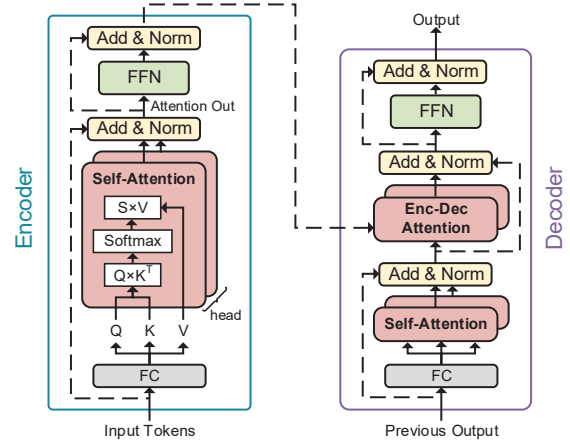 Encoder
Add & Norm
FFN
Attention Out
Add & Norm
Self-Attention
S×V
Softmax
Q×K^T
head
Q K V
FC
Input Tokens
Output
Decoder
Add & Norm
FFN
Add & Norm
Enc-Dec
Attention
Add & Norm
Self-Attention
FC
Previous Output